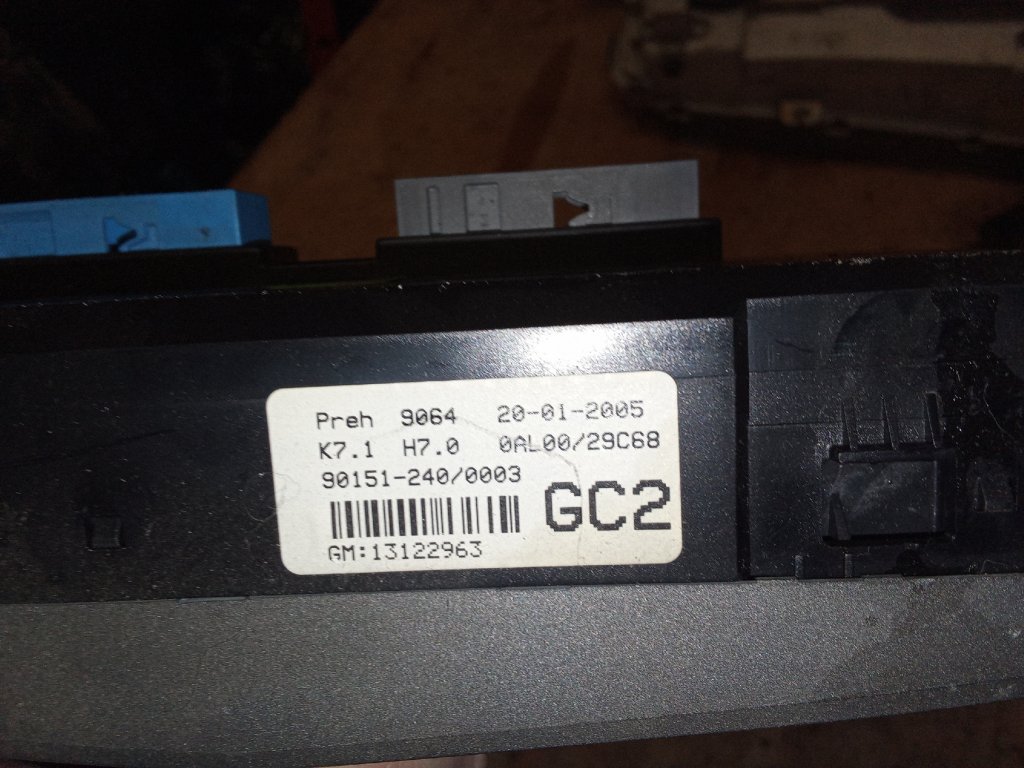 Preh 9064 20-01-2005
K7.1 H7.0 0AL00/29C68
90151-240/0003
GC2
GM:13122963